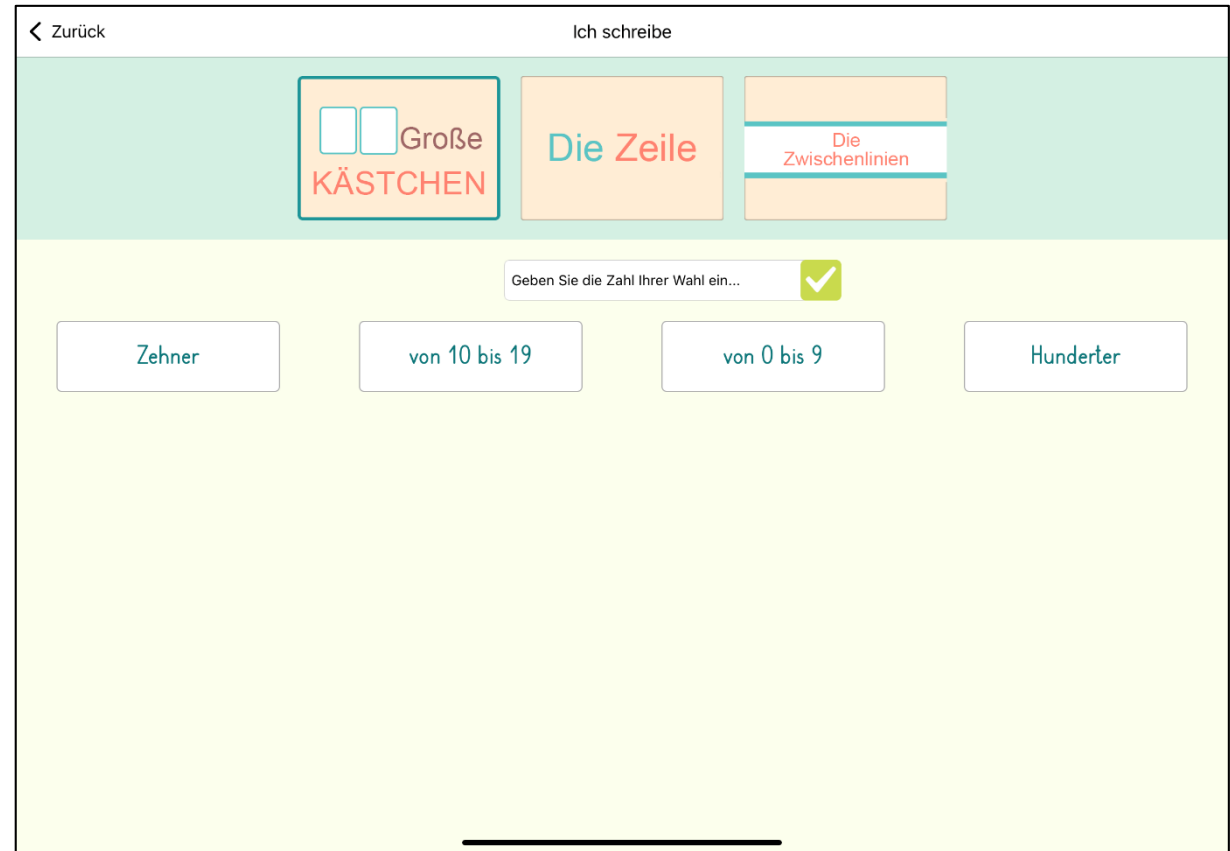 Zurück
Ich schreibe
Große
KÄSTCHEN
Die Zeile
Die
Zwischenlinien
Geben Sie die Zahl Ihrer Wahl ein...
Zehner
von 10 bis 19
von 0 bis 9
Hunderter